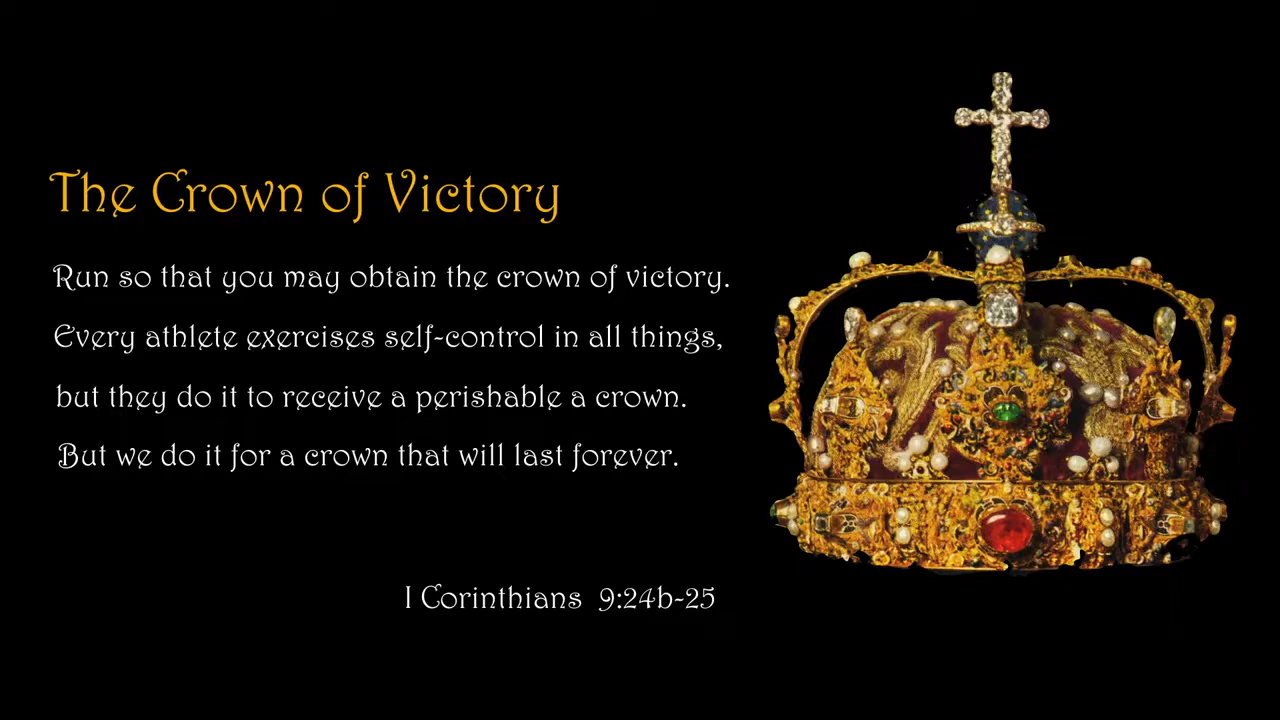 The Crown of Victory
Run so that you may obtain the crown of victory.
Every athlete exercises self-control in all things,
but they do it to receive a perishable a crown.
But we do it for a crown that will last forever.
I Corinthians 9:24b-25